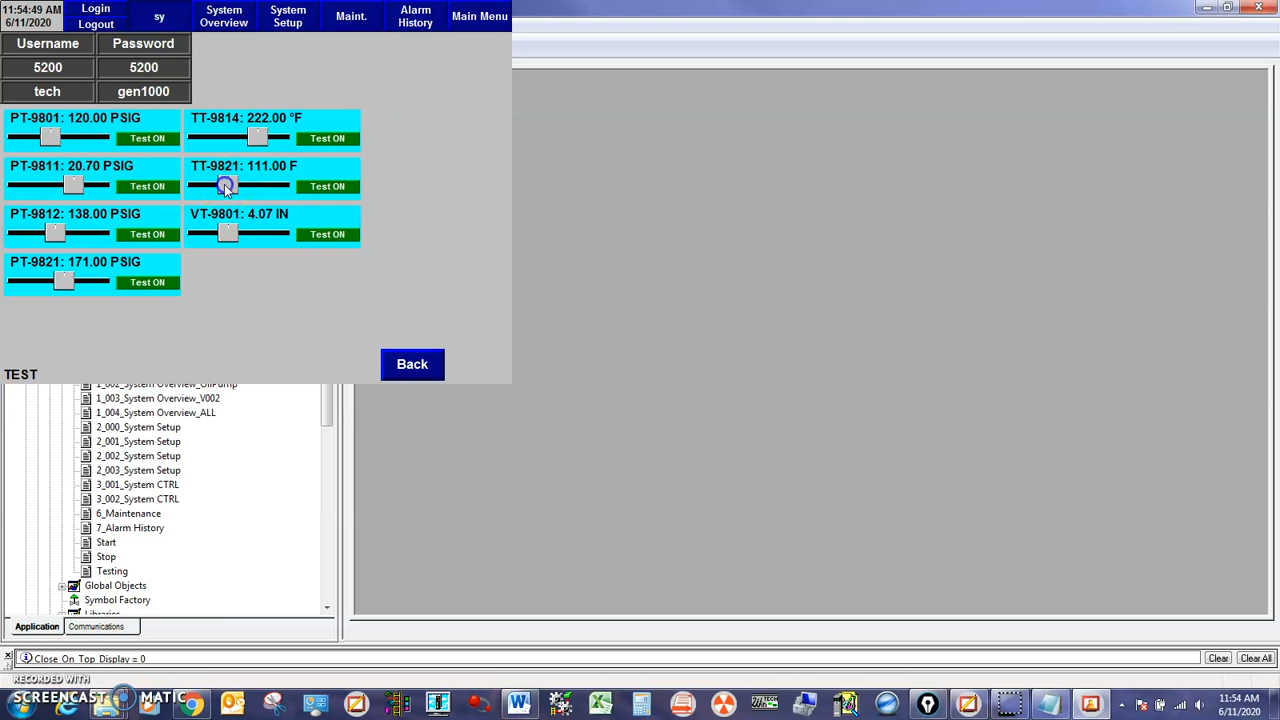 11:54:49 AM
6/11/2020
Login
Logout
sy
System
Overview
System
Setup
Maint.
Alarm
History
Main Menu
Username
Password
5200
5200
tech
gen1000
PT-9801: 120.00 PSIG
Test ON
TT-9814: 222.00 °F
Test ON
PT-9811: 20.70 PSIG
Test ON
TT-9821: 111.00 F
Test ON
PT-9812: 138.00 PSIG
Test ON
VT-9801: 4.07 IN
Test ON
PT-9821: 171.00 PSIG
Test ON
Back
TEST
1_002_System Overview_OilPump
1_003_System Overview_V002
1_004_System Overview_ALL
2_000_System Setup
2_001_System Setup
2_002_System Setup
2_003_System Setup
3_001_System CTRL
3_002_System CTRL
6_Maintenance
7_Alarm History
Start
Stop
Testing
Global Objects
Symbol Factory
Libraries
Application
Communications
Close On Top Display = 0
Clear
Clear All
RECORDED WITH
SCREENCAST MATIC
11:54 AM
6/11/2020